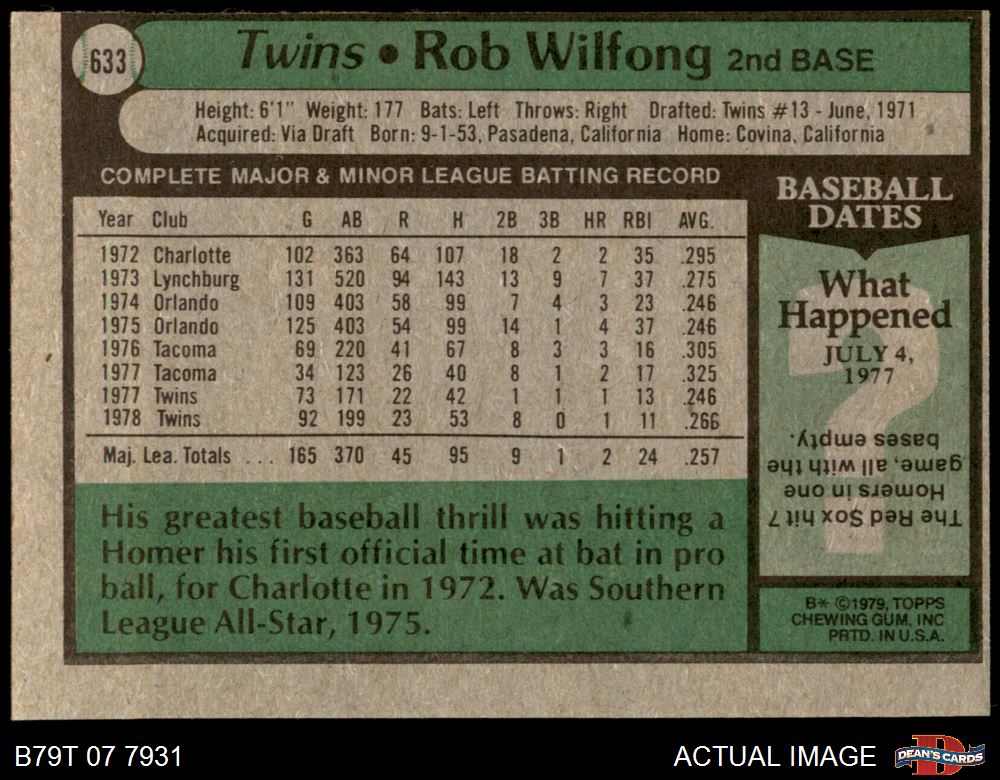 633
Twins • Rob Wilfong 2nd BASE
Height: 6'1" Weight: 177 Bats: Left Throws: Right Drafted: Twins #13 - June, 1971
Acquired: Via Draft Born: 9-1-53, Pasadena, California Home: Covina, California
COMPLETE MAJOR & MINOR LEAGUE BATTING RECORD
Year Club G AB R H 2B 3B HR RBI AVG.
1972 Charlotte 102 363 64 107 18 2 2 35 .295
1973 Lynchburg 131 520 94 143 13 9 7 37 .275
1974 Orlando 109 403 58 99 7 4 3 23 .246
1975 Orlando 125 403 54 99 14 1 4 37 .246
1976 Tacoma 69 220 41 67 8 3 3 16 .305
1977 Tacoma 34 123 26 40 8 1 2 17 .325
1977 Twins 73 171 22 42 1 1 1 13 .246
1978 Twins 92 199 23 53 8 0 1 11 .266
Maj. Lea. Totals ... 165 370 45 95 9 1 2 24 .257
His greatest baseball thrill was hitting a
Homer his first official time at bat in pro
ball, for Charlotte in 1972. Was Southern
League All-Star, 1975.
BASEBALL
DATES
What
Happened
JULY 4,
1977
?
The Red Sox hit 7
Homers in one
game, all with the
bases empty.
B* ©1979, TOPPS
CHEWING GUM, INC
PRTD. IN U.S.A.
B79T 07 7931
ACTUAL IMAGE
D
DEAN'S CARDS